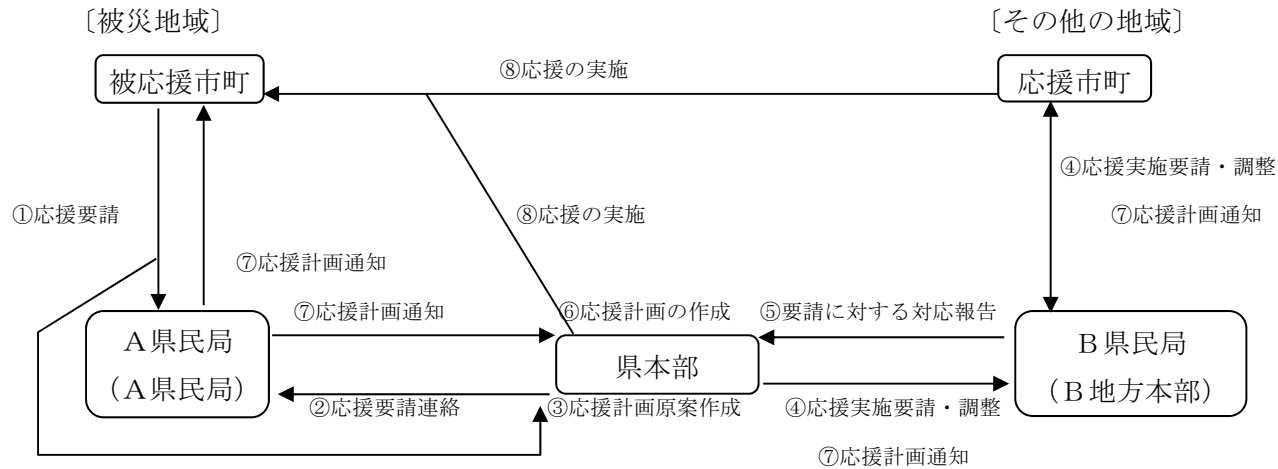 〔被災地域〕
〔その他の地域〕
被応援市町
⑧応援の実施
応援市町
④応援実施要請・調整
①応援要請
⑧応援の実施
⑦応援計画通知
⑦応援計画通知
⑦応援計画通知
⑥応援計画の作成
⑤要請に対する対応報告
A県民局
(A県民局)
県本部
B県民局
(B地方本部)
②応援要請連絡
③応援計画原案作成
④応援実施要請・調整
⑦応援計画通知